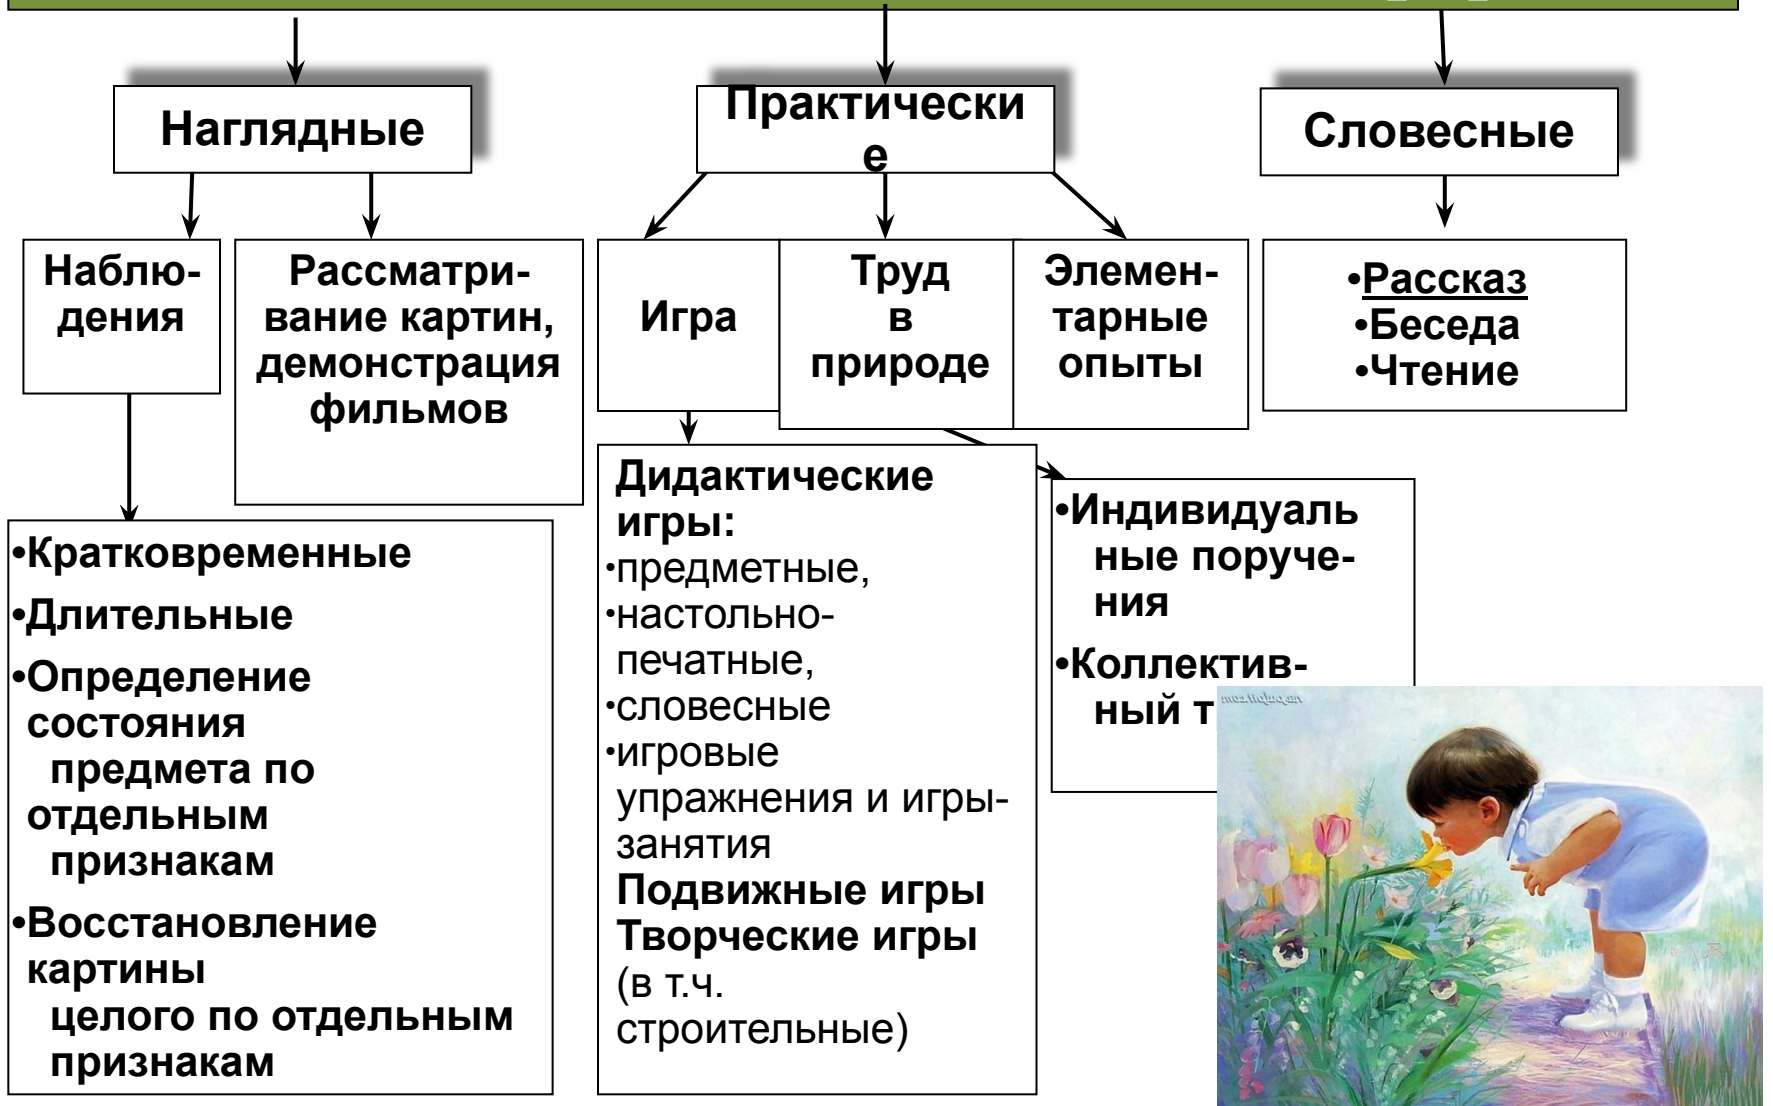 Наглядные
Практически
е
Словесные
Наблю-
дения
Рассматри-
вание картин,
демонстрация
фильмов
Игра
Труд
в
природе
Элемен-
тарные
опыты
•Рассказ
•Беседа
•Чтение
•Кратковременные
•Длительные
•Определение
состояния
предмета по
отдельным
признакам
•Восстановление
картины
целого по отдельным
признакам
Дидактические
игры:
•предметные,
•настольно-
печатные,
•словесные
•игровые
упражнения и игры-
занятия
Подвижные игры
Творческие игры
(в т.ч.
строительные)
•Индивидуаль
ные поруче-
ния
•Коллектив-
ный т